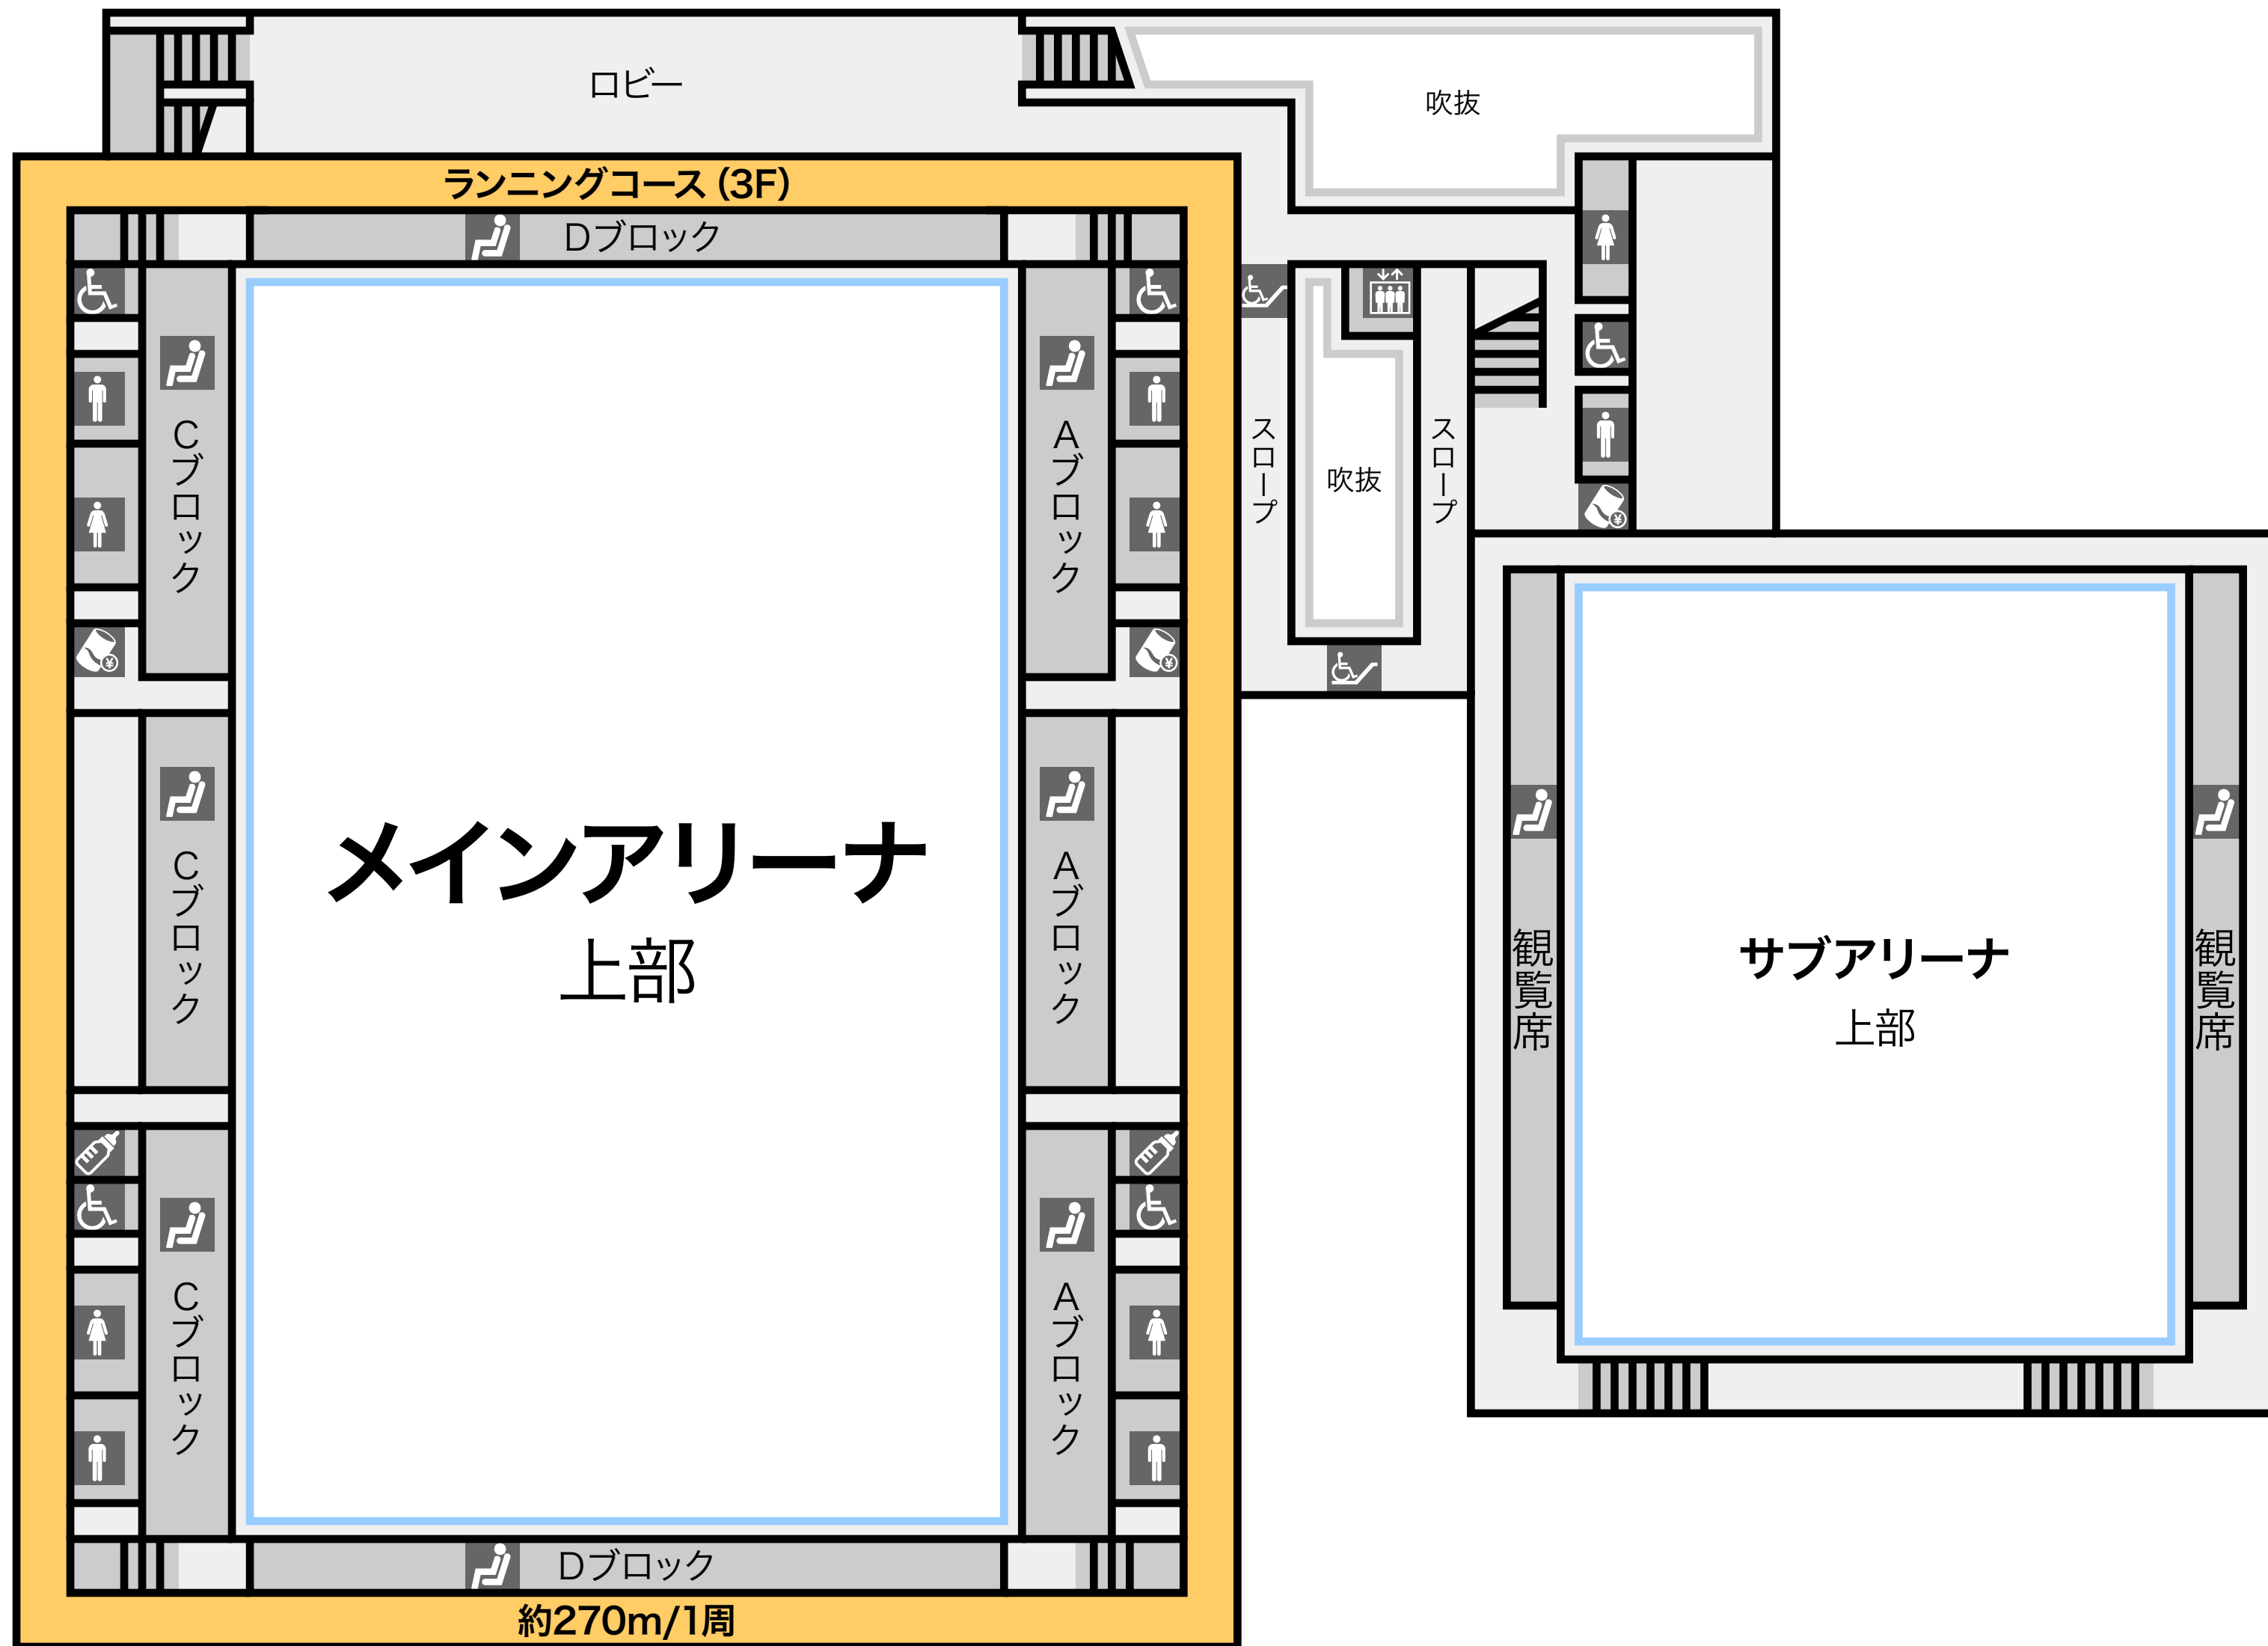 ロビー
吹抜
ランニングコース（3F）
Dブロック
Cブロック
Aブロック
スロープ
吹抜
スロープ
Cブロック
メインアリーナ
上部
Aブロック
観覧席
サブアリーナ
上部
観覧席
Cブロック
Aブロック
Dブロック
約270m/1周